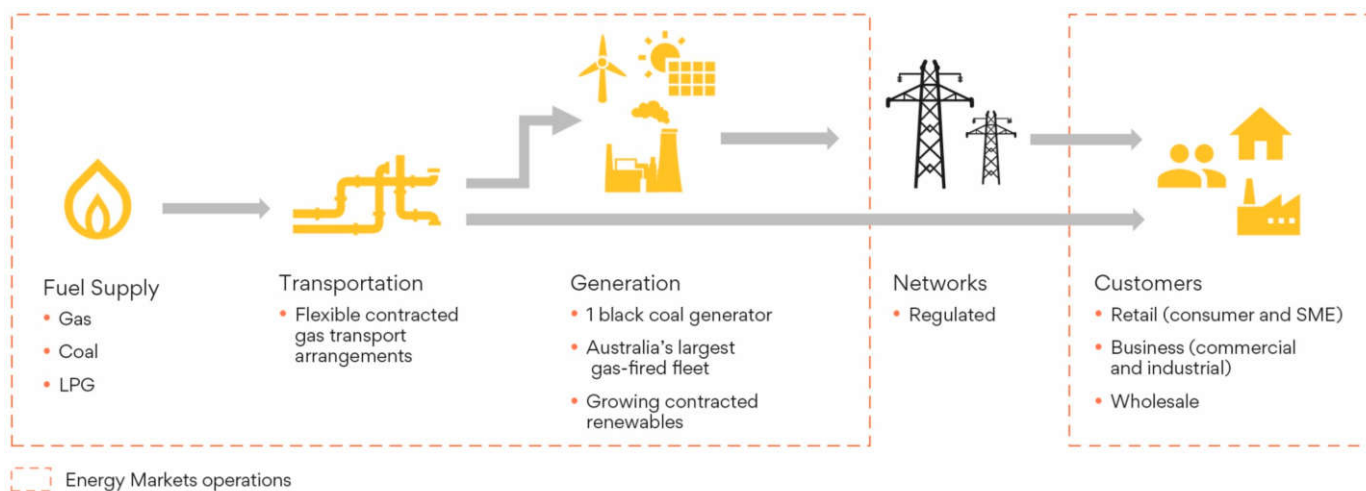 Fuel Supply
• Gas
• Coal
• LPG
Transportation
• Flexible contracted
gas transport
arrangements
Generation
• 1 black coal generator
• Australia's largest
gas-fired fleet
• Growing contracted
renewables
Networks
• Regulated
Customers
• Retail (consumer and SME)
• Business (commercial
and industrial)
• Wholesale
Energy Markets operations